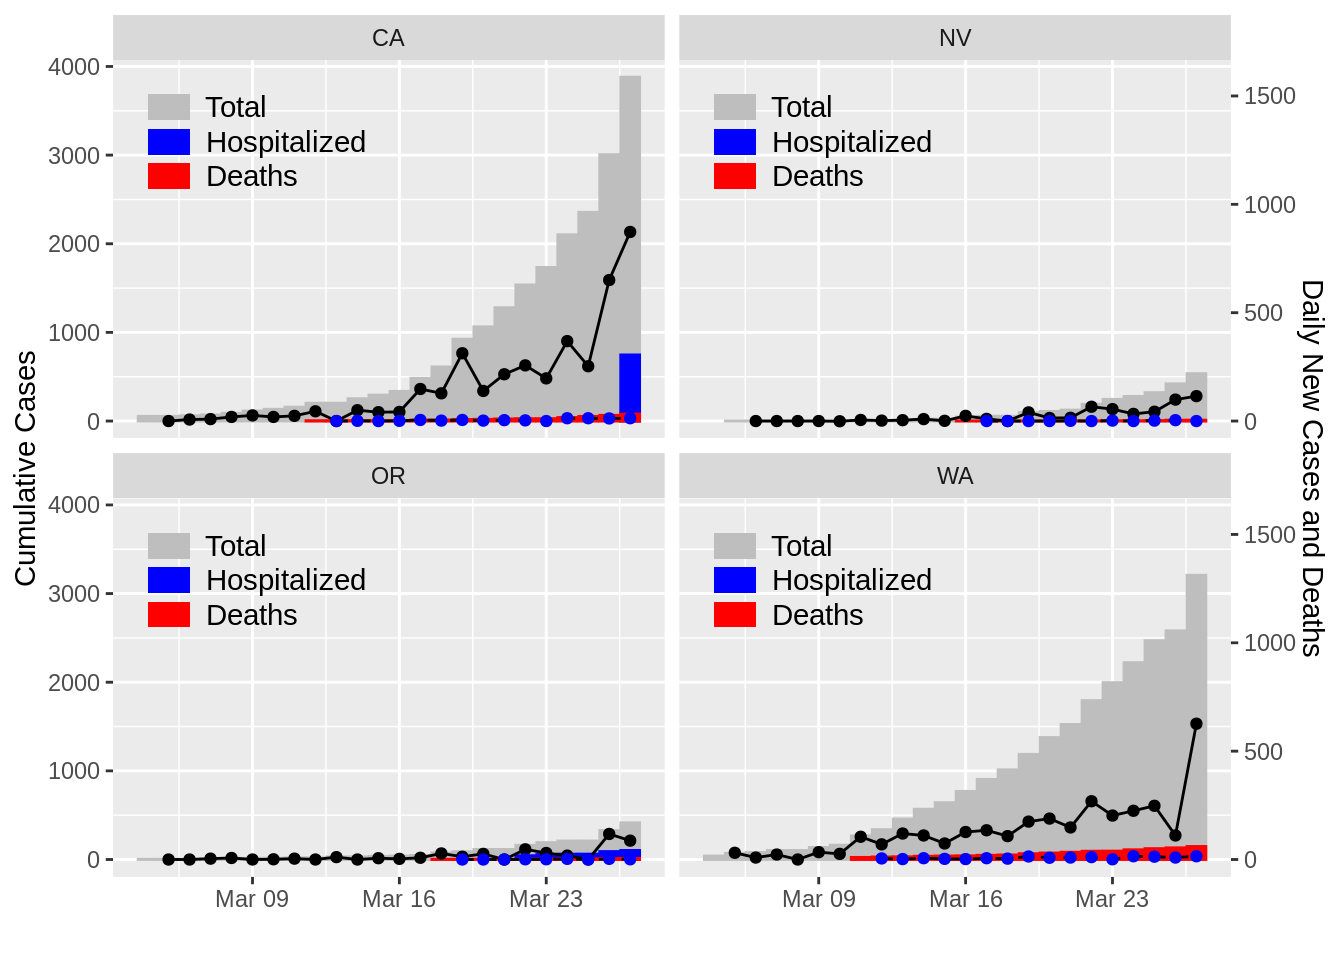 CA
NV
4000
3000
2000
1000
0
Total
Hospitalized
Deaths
Total
Hospitalized
Deaths
1500
1000
500
0
Cumulative Cases
Daily New Cases and Deaths
OR
WA
4000
3000
2000
1000
0
Total
Hospitalized
Deaths
Total
Hospitalized
Deaths
1500
1000
500
0
Mar 09
Mar 16
Mar 23
Mar 09
Mar 16
Mar 23